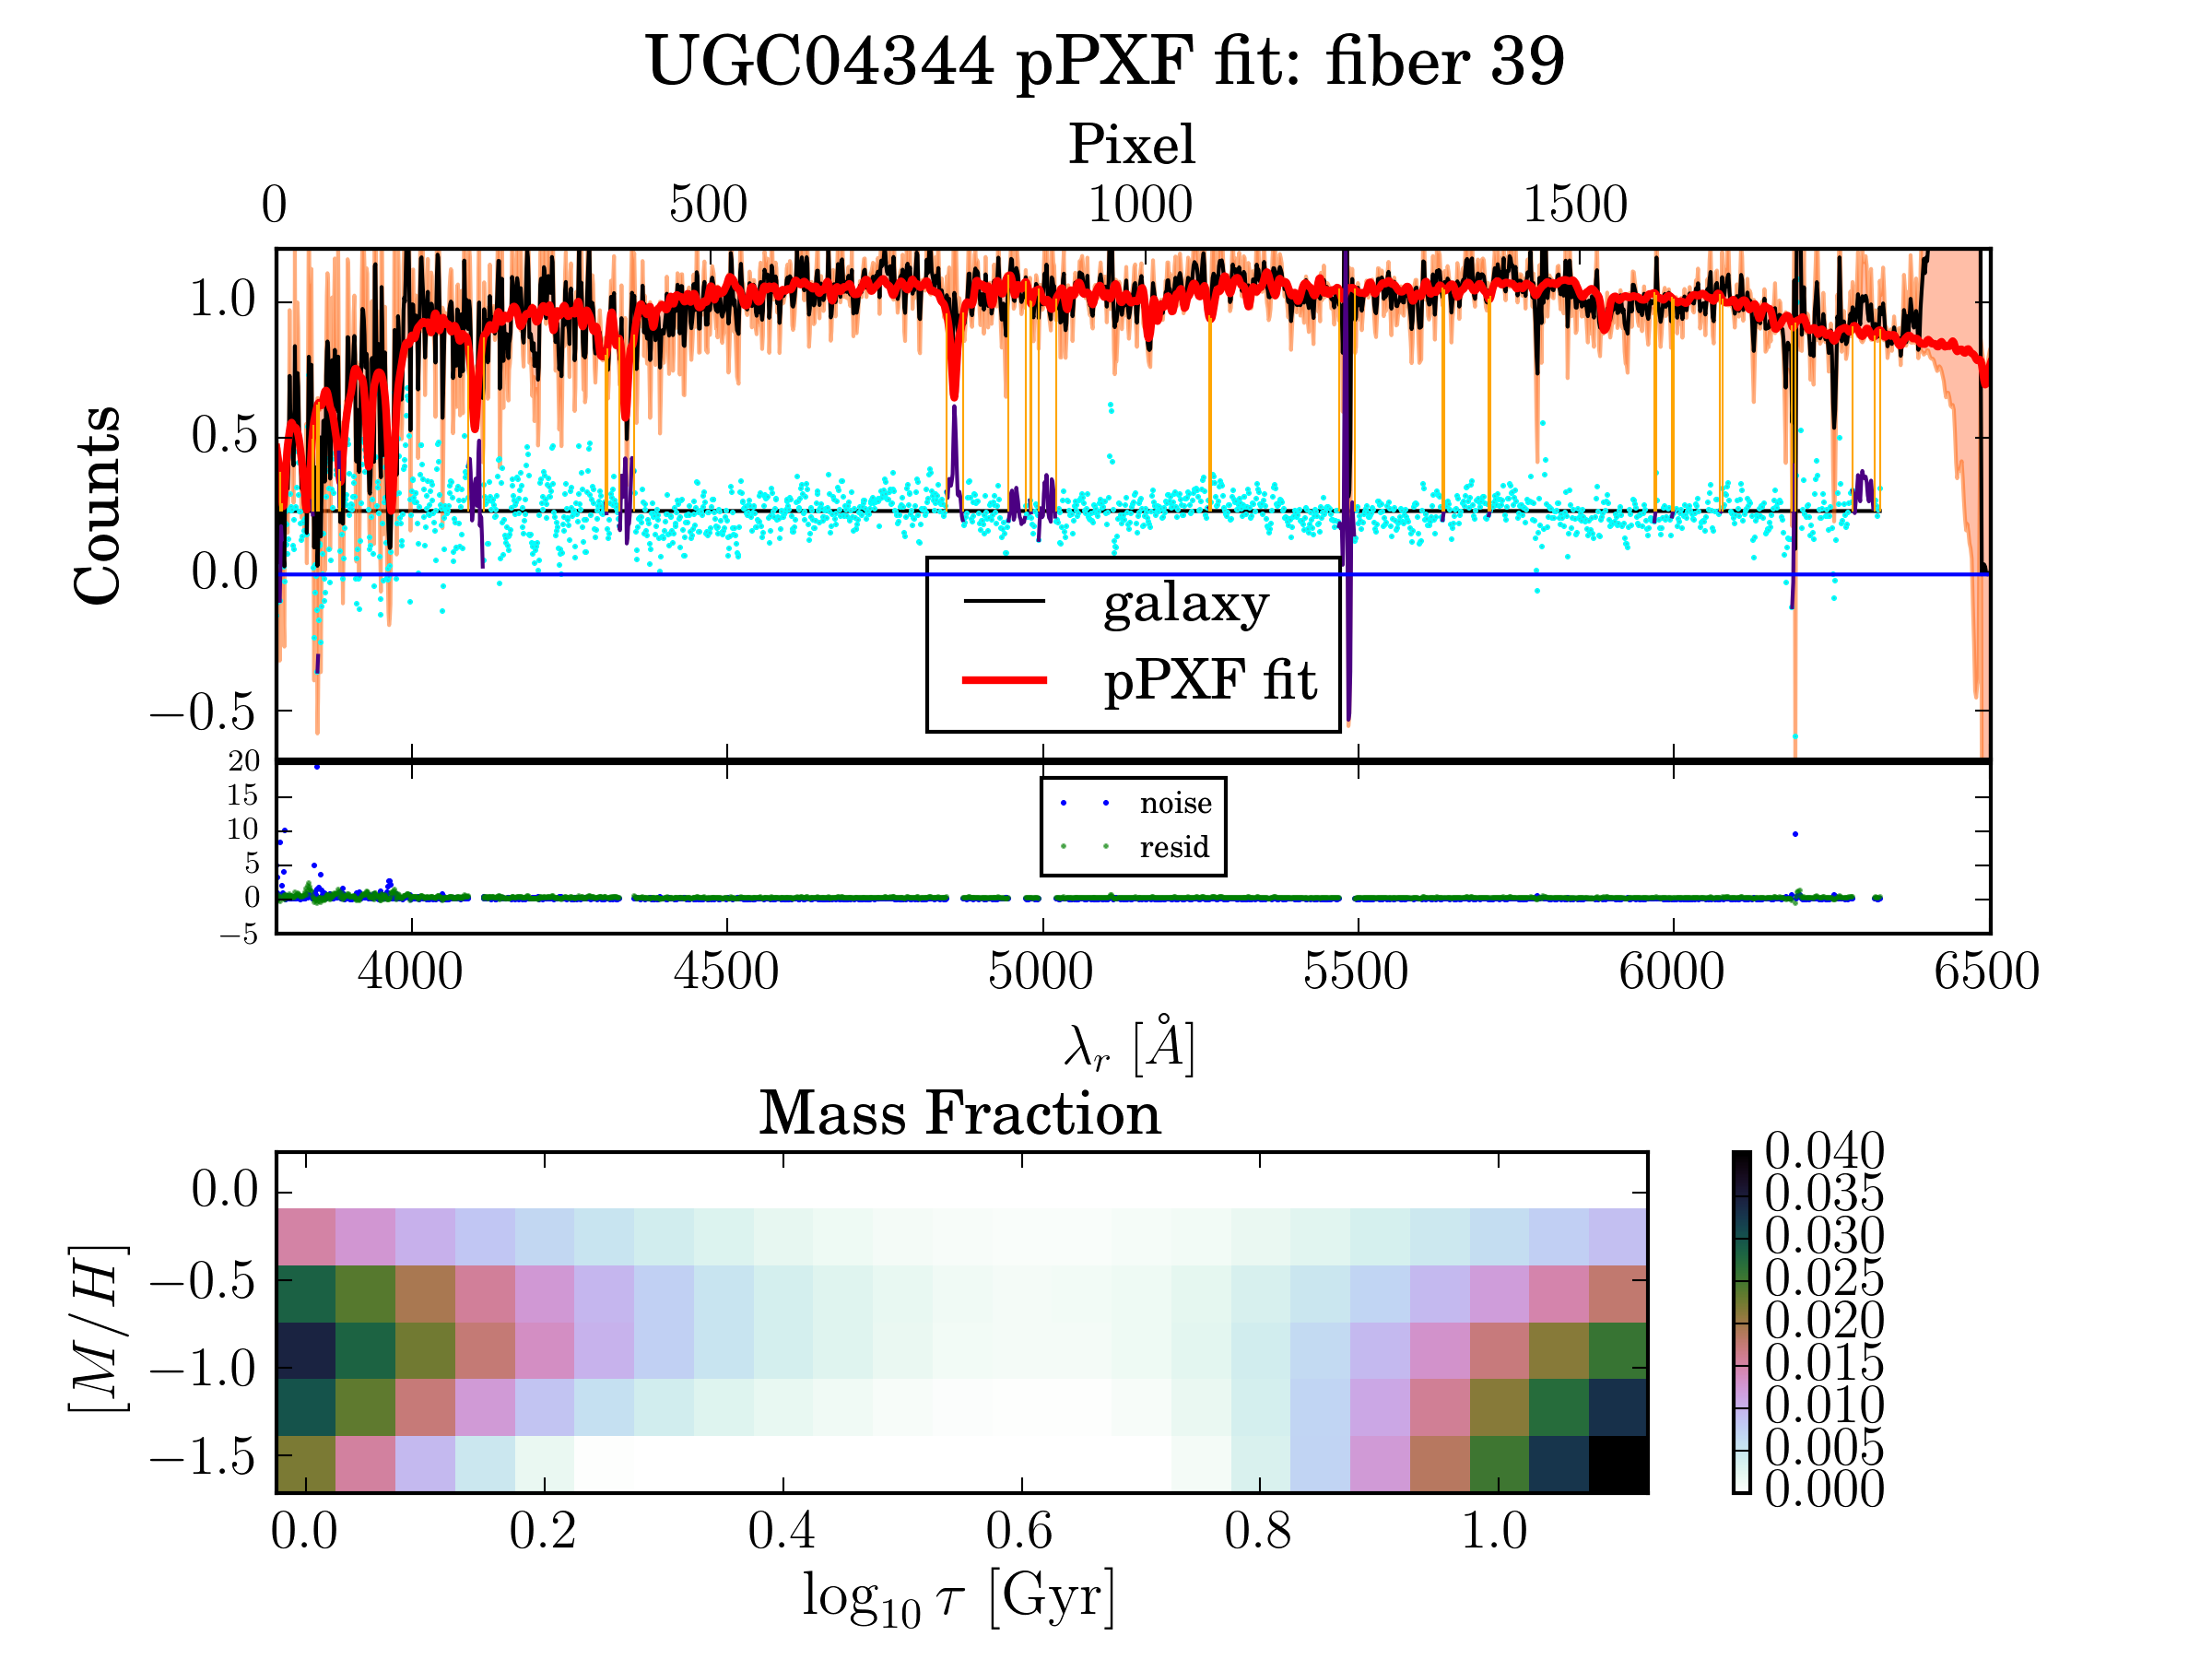 UGC04344 pPXF fit: fiber 39
Pixel
0 500 1000 1500
Counts
1.0
0.5
0.0
−0.5
galaxy
pPXF fit
20
15
10
5
0
−5
noise
resid
4000 4500 5000 5500 6000 6500
λr [Å]
Mass Fraction
[M/H]
0.0
−0.5
−1.0
−1.5
0.0 0.2 0.4 0.6 0.8 1.0
log10 τ [Gyr]
0.040
0.035
0.030
0.025
0.020
0.015
0.010
0.005
0.000